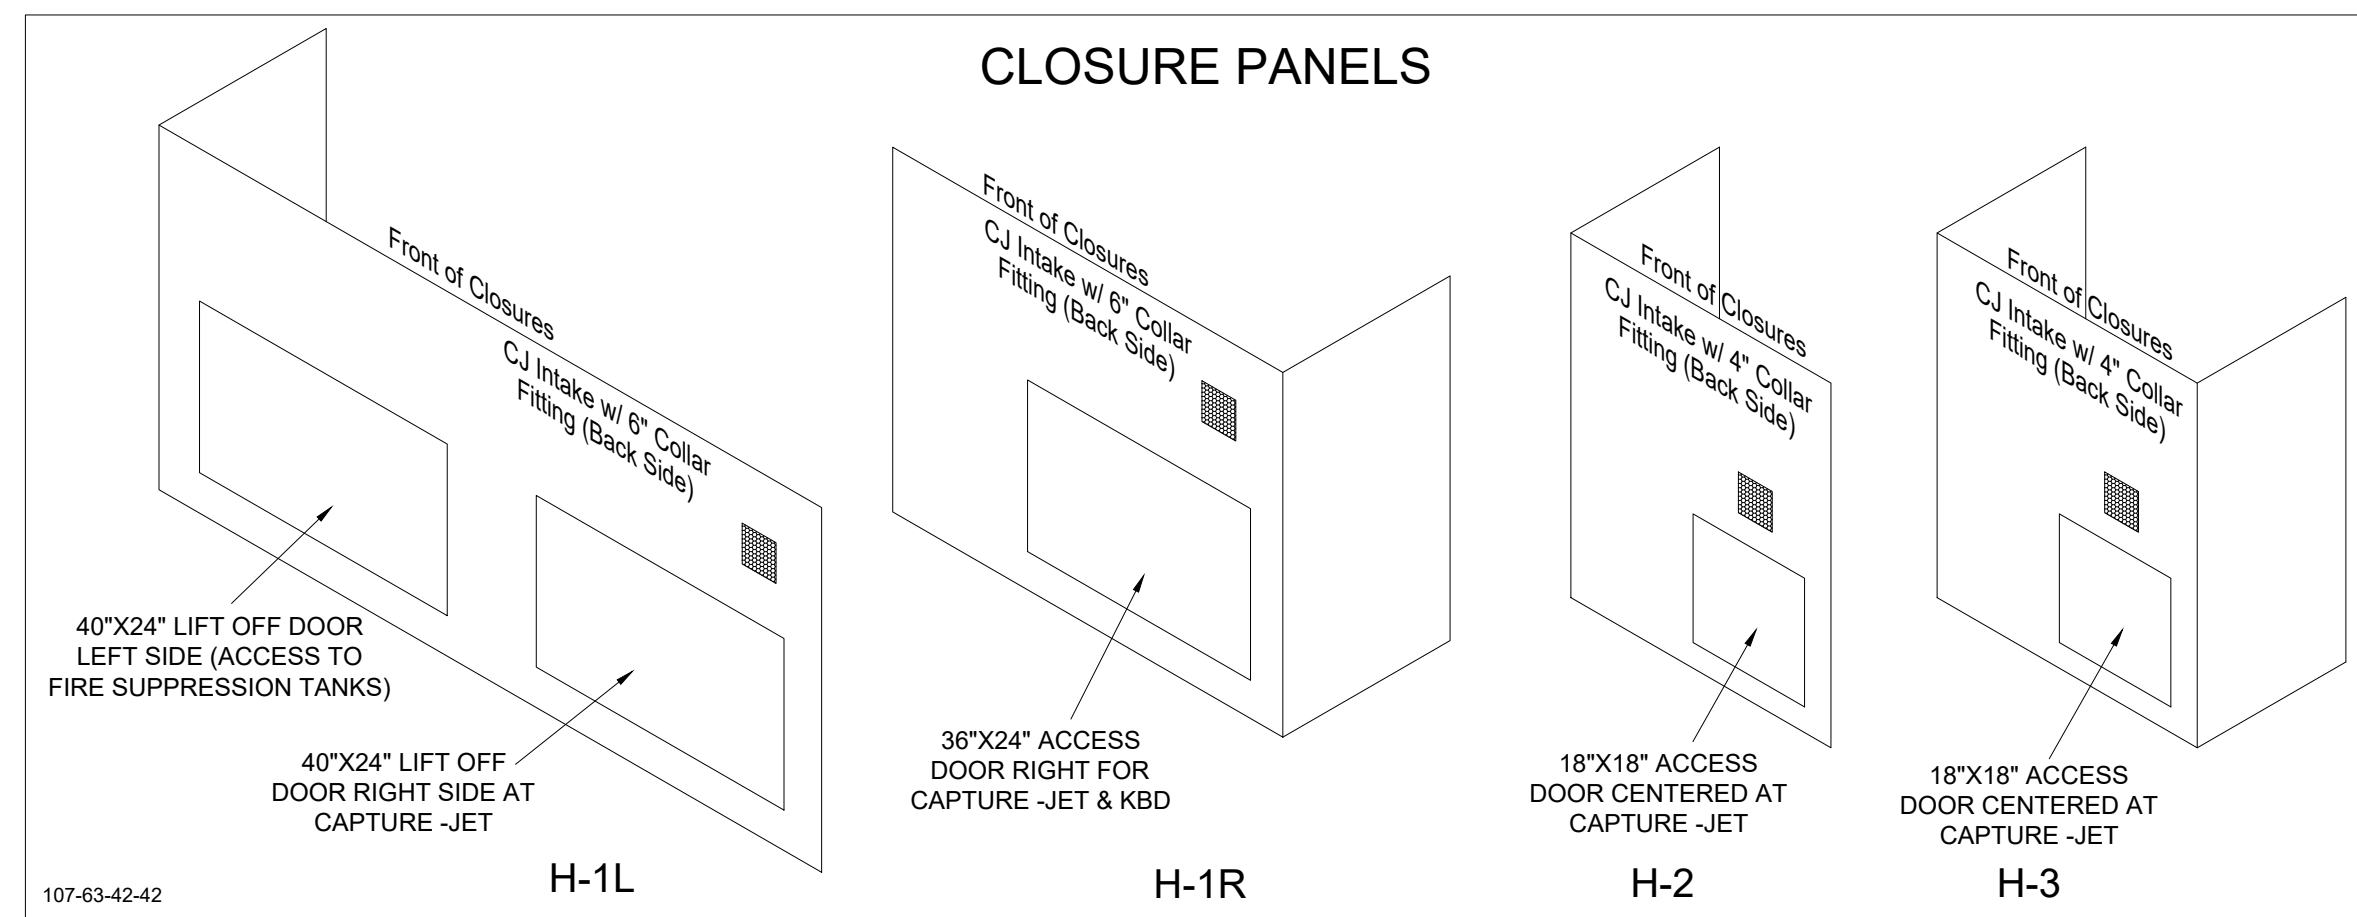 CLOSURE PANELS
Front of Closures
CJ Intake w/ 6" Collar
Fitting (Back Side)
40"X24" LIFT OFF DOOR
LEFT SIDE (ACCESS TO
FIRE SUPPRESSION TANKS)
40"X24" LIFT OFF
DOOR RIGHT SIDE AT
CAPTURE -JET
H-1L
Front of Closures
CJ Intake w/ 6" Collar
Fitting (Back Side)
36"X24" ACCESS
DOOR RIGHT FOR
CAPTURE -JET & KBD
H-1R
Front of Closures
CJ Intake w/ 4" Collar
Fitting (Back Side)
18"X18" ACCESS
DOOR CENTERED AT
CAPTURE -JET
H-2
Front of Closures
CJ Intake w/ 4" Collar
Fitting (Back Side)
18"X18" ACCESS
DOOR CENTERED AT
CAPTURE -JET
H-3
107-63-42-42